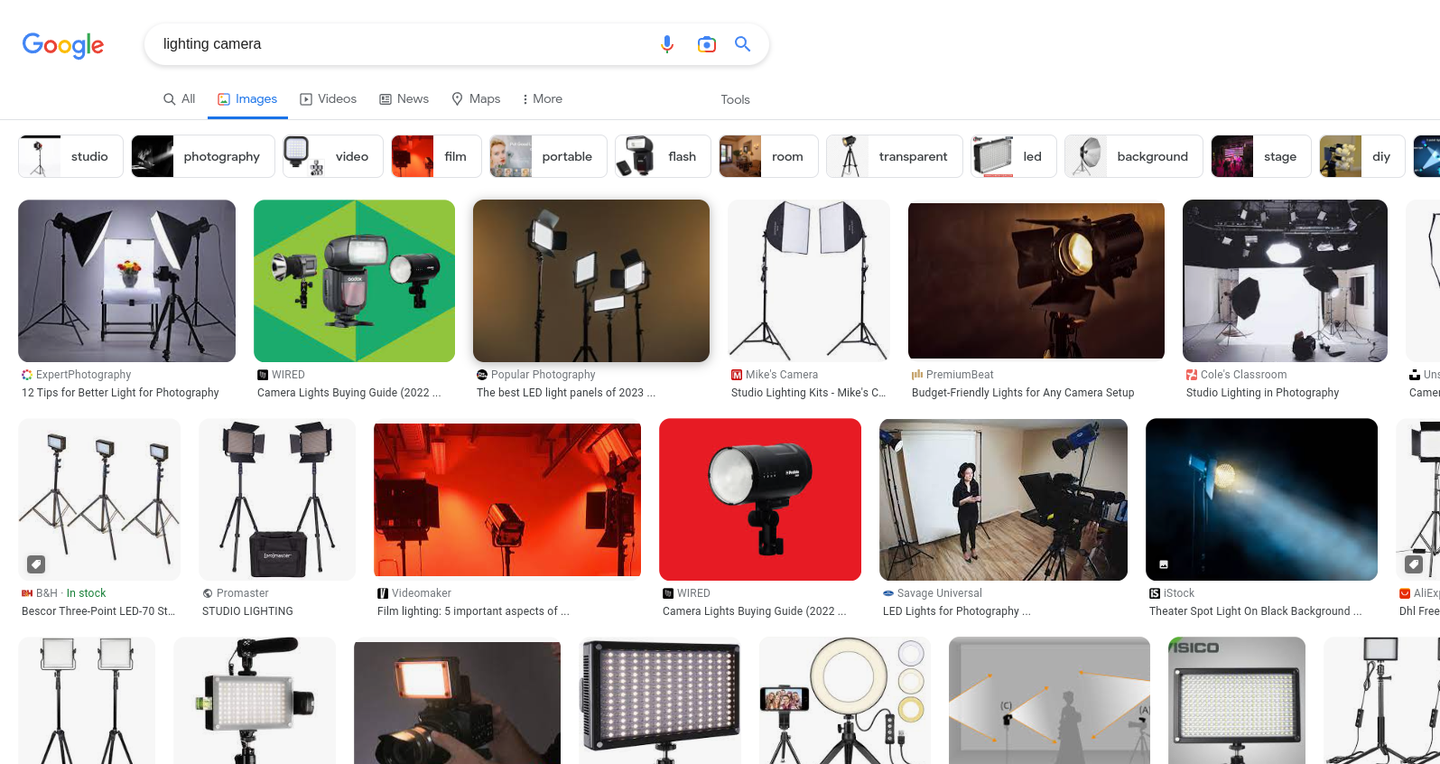 Google
lighting camera
All
Images
Videos
News
Maps
More
Tools
studio
photography
video
film
portable
flash
room
transparent
led
background
stage
diy
GODOX
ExpertPhotography
12 Tips for Better Light for Photography
WIRED
Camera Lights Buying Guide (2022 ...
Popular Photography
The best LED light panels of 2023 ...
M Mike's Camera
Studio Lighting Kits - Mike's C...
PremiumBeat
Budget-Friendly Lights for Any Camera Setup
Cole's Classroom
Studio Lighting in Photography
Uns
Camer
promaster
B&H · In stock
Bescor Three-Point LED-70 St...
Promaster
STUDIO LIGHTING
Videomaker
Film lighting: 5 important aspects of ...
WIRED
Camera Lights Buying Guide (2022 ...
Savage Universal
LED Lights for Photography ...
iStock
Theater Spot Light On Black Background ...
AliExp
Dhl Free
(C)
(A)
VISICO